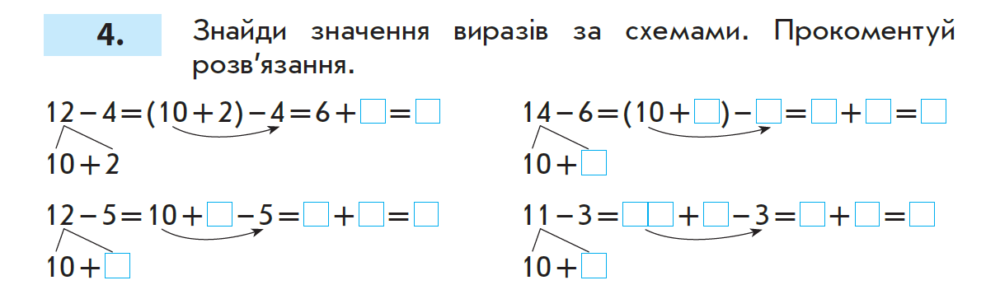 4. Знайди значення виразів за схемами. Прокоментуй
розв'язання.
12 − 4 = (10 + 2) − 4 = 6 + □ = □
10 + 2
14 − 6 = (10 + □) − □ = □ + □ = □
10 + □
12 − 5 = 10 + □ − 5 = □ + □ = □
10 + □
11 − 3 = □□ + □ − 3 = □ + □ = □
10 + □